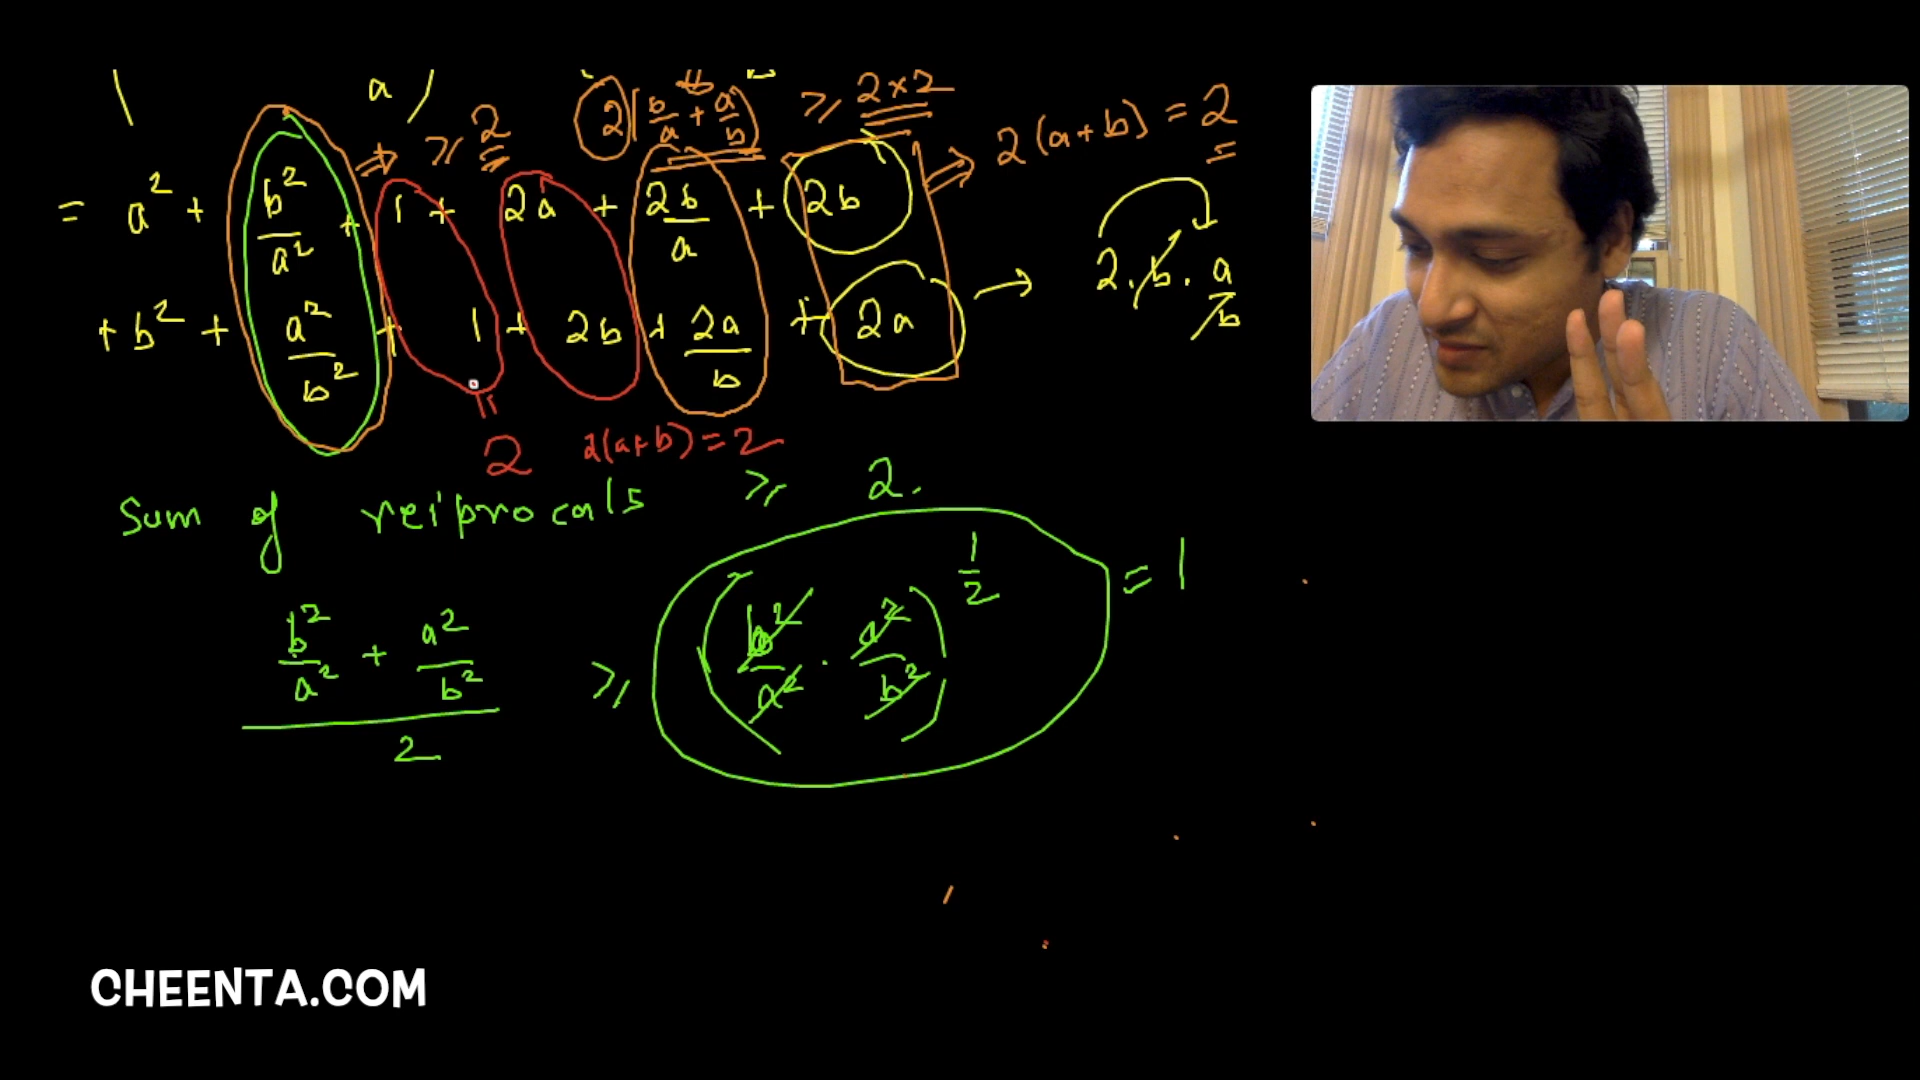 a
≥ 2 2(b/a + a/b) ≥ 2×2
⇒ 2(a+b) = 2
= a² + b²/a² + 1 + 2a + 2b/a + 2b
+ b² + a²/b² + 1 + 2b + 2a/b + 2a → 2.b.a/b
2 2(a+b) = 2
Sum of reiprocals ≥ 2.
(b²/a² + a²/b²)/2 ≥ (b²/a² · a²/b²)^(1/2) = 1
CHEENTA.COM